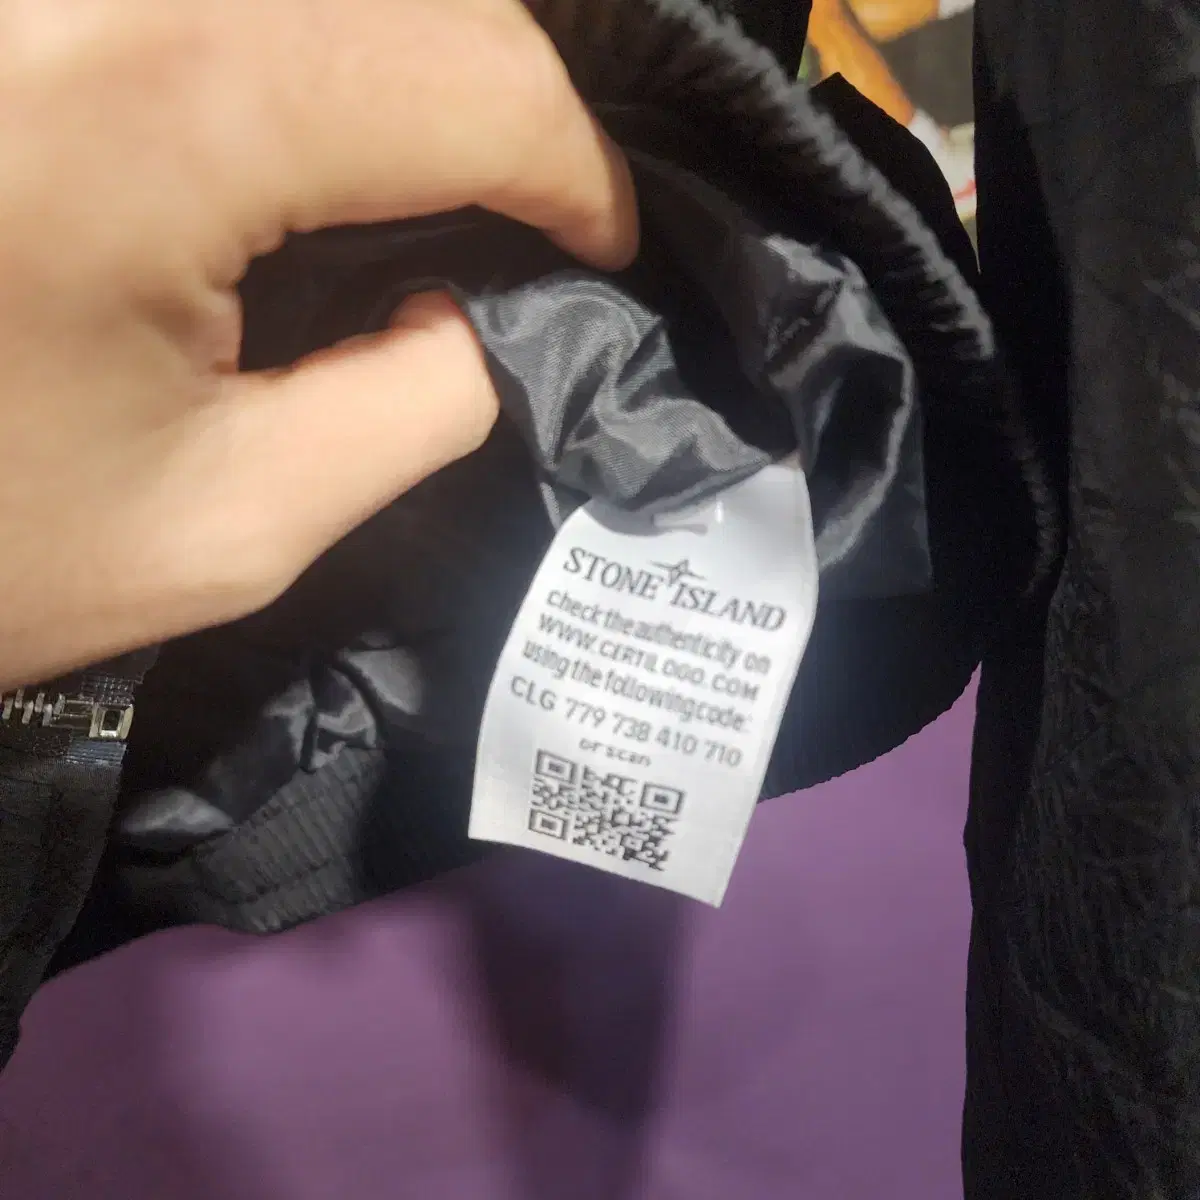 STONE ISLAND
check the authenticity on
WWW.CERTILOGO.COM
using the following code:
CLG 779 738 410 710
or scan